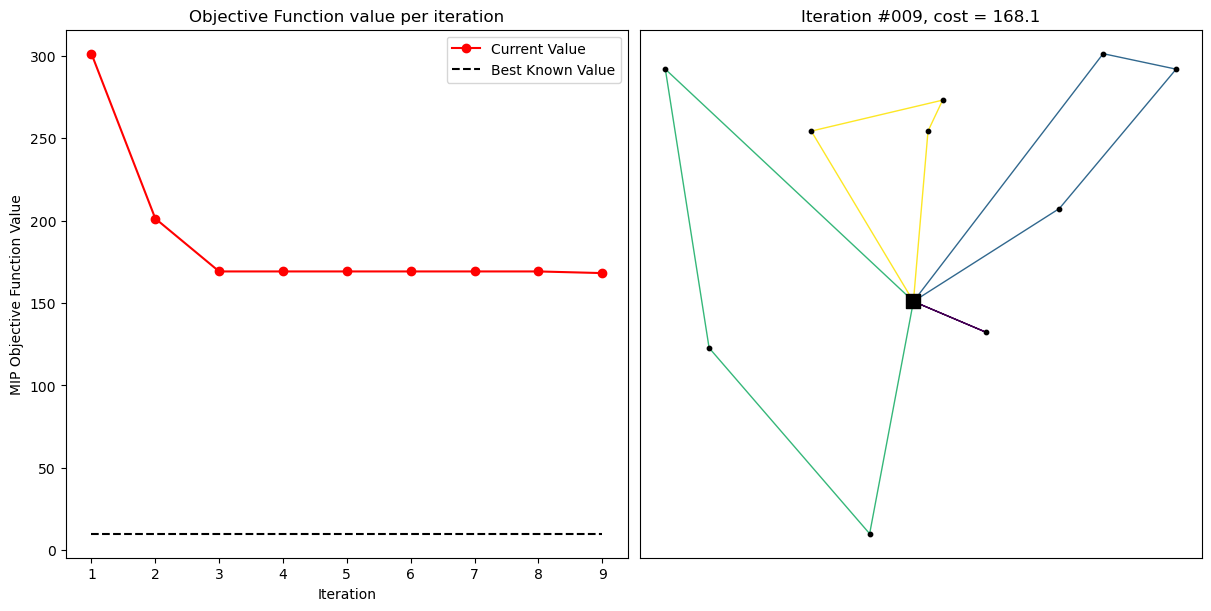 Objective Function value per iteration
Current Value
Best Known Value
MIP Objective Function Value
300
250
200
150
100
50
0
1 2 3 4 5 6 7 8 9
Iteration
Iteration #009, cost = 168.1